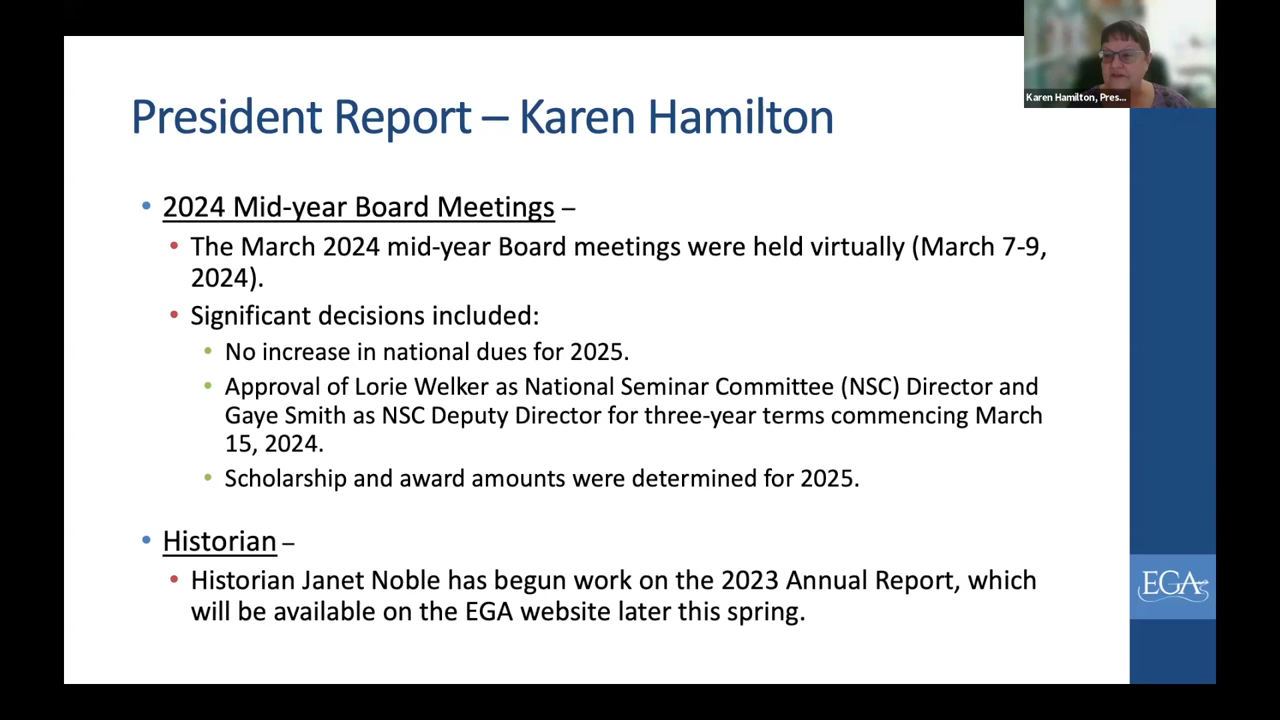 Karen Hamilton, Pres...
President Report – Karen Hamilton
• 2024 Mid-year Board Meetings –
• The March 2024 mid-year Board meetings were held virtually (March 7-9,
2024).
• Significant decisions included:
• No increase in national dues for 2025.
• Approval of Lorie Welker as National Seminar Committee (NSC) Director and
Gaye Smith as NSC Deputy Director for three-year terms commencing March
15, 2024.
• Scholarship and award amounts were determined for 2025.
• Historian –
• Historian Janet Noble has begun work on the 2023 Annual Report, which
will be available on the EGA website later this spring.
EGA